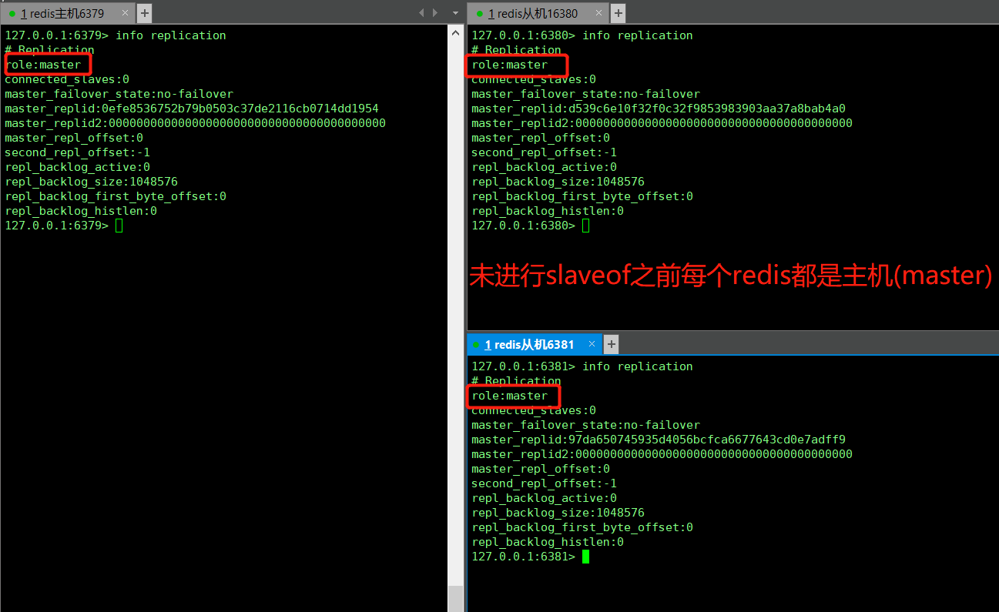 1 redis主机6379
127.0.0.1:6379> info replication
# Replication
role:master
connected_slaves:0
master_failover_state:no-failover
master_replid:0efe8536752b79b0503c37de2116cb0714dd1954
master_replid2:0000000000000000000000000000000000000000
master_repl_offset:0
second_repl_offset:-1
repl_backlog_active:0
repl_backlog_size:1048576
repl_backlog_first_byte_offset:0
repl_backlog_histlen:0
127.0.0.1:6379>
1 redis从机16380
127.0.0.1:6380> info replication
# Replication
role:master
connected_slaves:0
master_failover_state:no-failover
master_replid:d539c6e10f32f0c32f9853983903aa37a8bab4a0
master_replid2:0000000000000000000000000000000000000000
master_repl_offset:0
second_repl_offset:-1
repl_backlog_active:0
repl_backlog_size:1048576
repl_backlog_first_byte_offset:0
repl_backlog_histlen:0
127.0.0.1:6380>
未进行slaveof之前每个redis都是主机(master)
1 redis从机6381
127.0.0.1:6381> info replication
# Replication
role:master
connected_slaves:0
master_failover_state:no-failover
master_replid:97da650745935d4056bcfca6677643cd0e7adff9
master_replid2:0000000000000000000000000000000000000000
master_repl_offset:0
second_repl_offset:-1
repl_backlog_active:0
repl_backlog_size:1048576
repl_backlog_first_byte_offset:0
repl_backlog_histlen:0
127.0.0.1:6381>